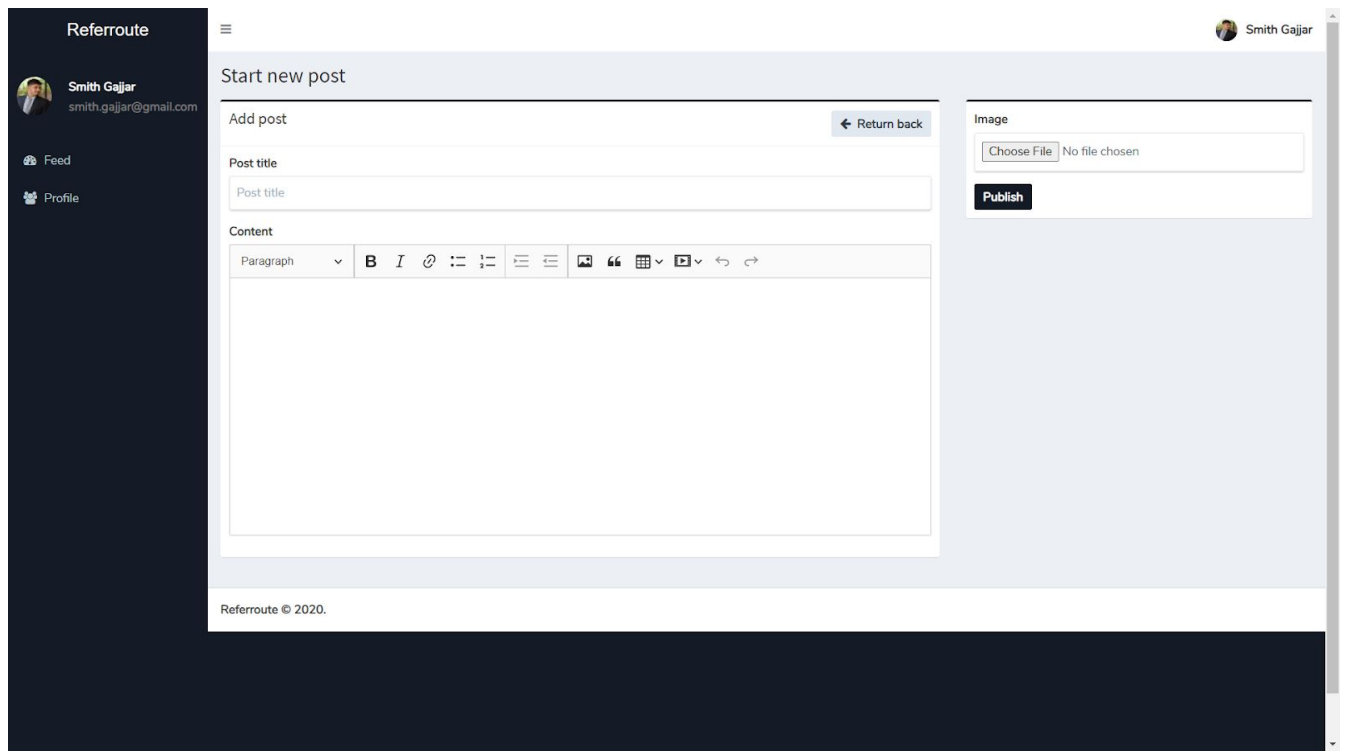 Referroute
Smith Gajjar
Smith Gajjar
smith.gajjar@gmail.com
Feed
Profile
Start new post
Add post
Return back
Post title
Post title
Content
Paragraph
B I
Image
Choose File No file chosen
Publish
Referroute © 2020.